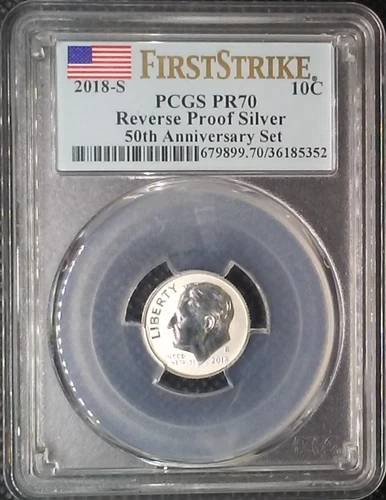 FIRSTSTRIKE®
2018-S 10C
PCGS PR70
Reverse Proof Silver
50th Anniversary Set
679899.70/36185352
LIBERTY
2018